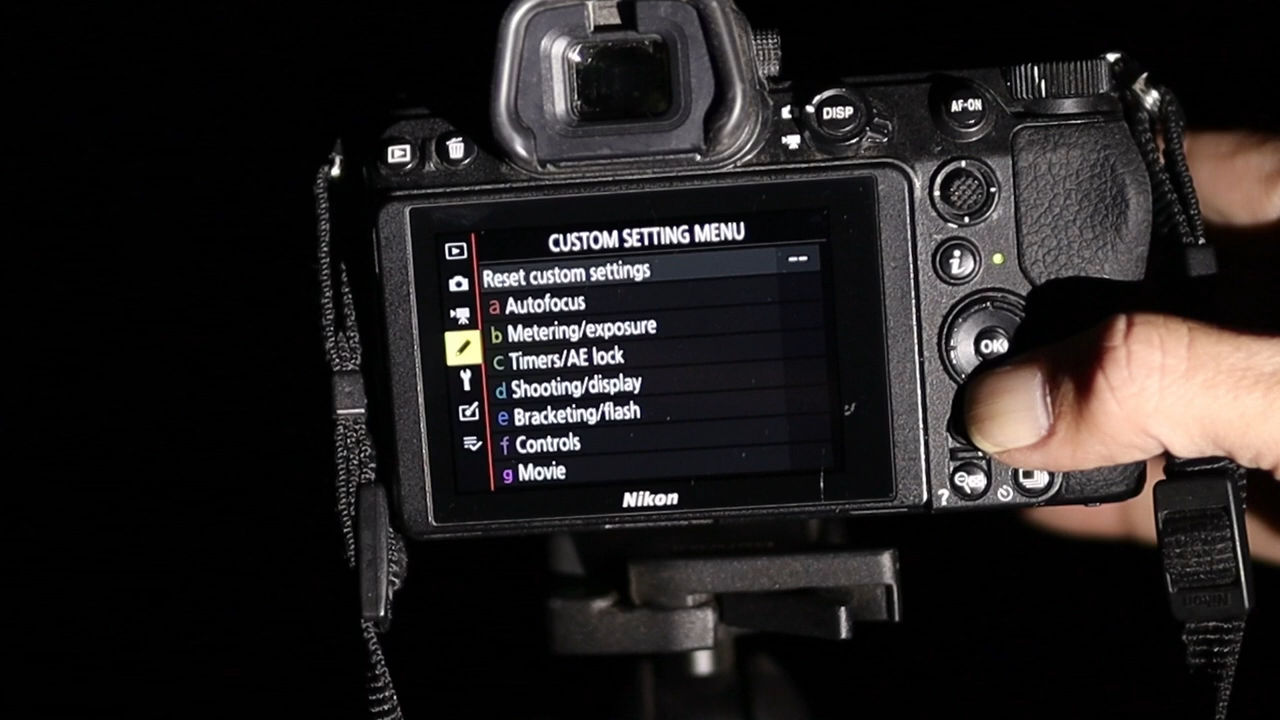 DISP
AF-ON
CUSTOM SETTING MENU
Reset custom settings --
a Autofocus
b Metering/exposure
c Timers/AE lock
d Shooting/display
e Bracketing/flash
f Controls
g Movie
i
OK
?
Nikon
Nikon